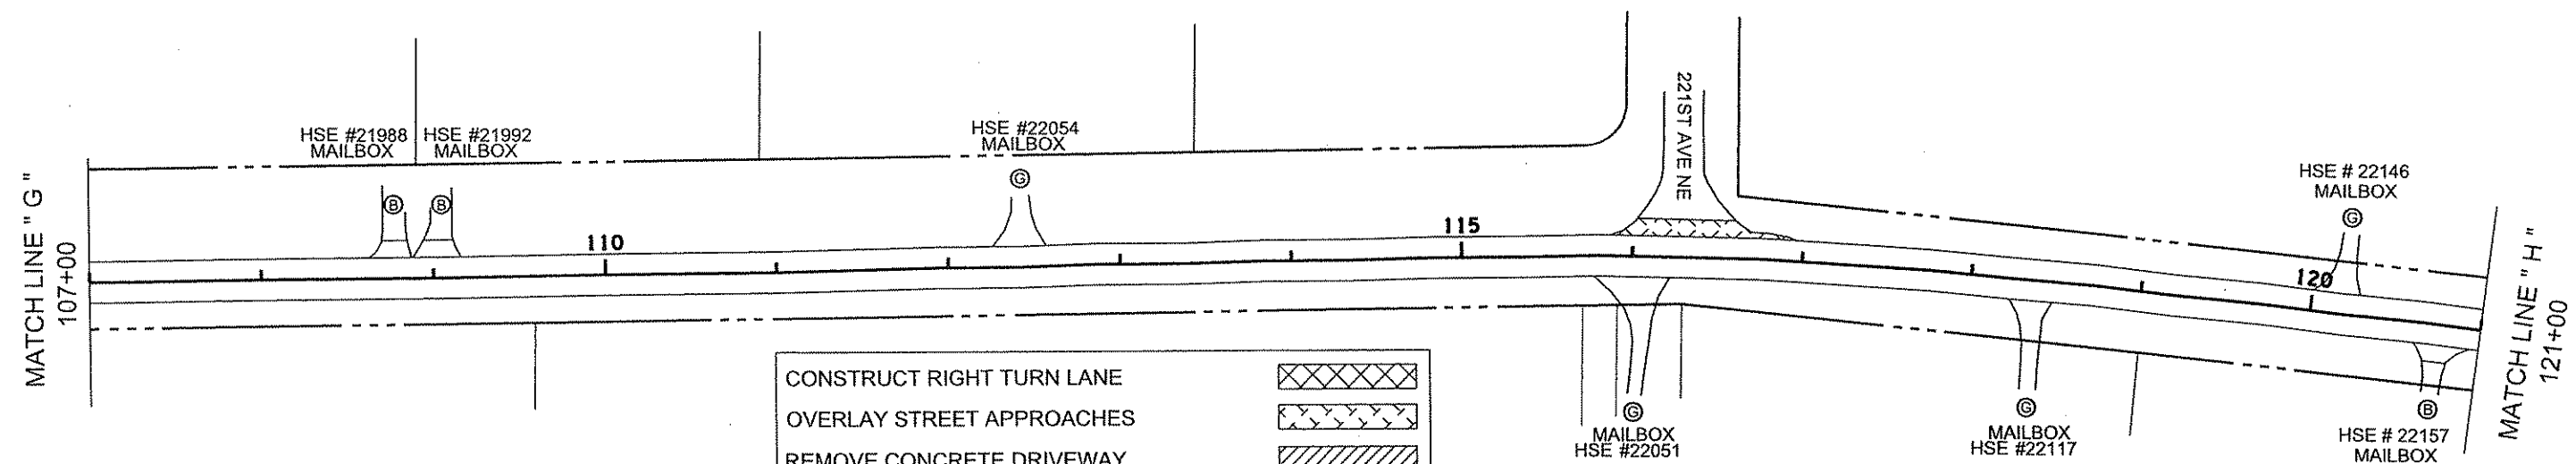 MATCH LINE " G "
107+00
HSE #21988
MAILBOX
B
HSE #21992
MAILBOX
B
110
HSE #22054
MAILBOX
G
115
221ST AVE NE
HSE # 22146
MAILBOX
G
120
MATCH LINE " H "
121+00
G
MAILBOX
HSE #22051
G
MAILBOX
HSE #22117
B
HSE # 22157
MAILBOX
CONSTRUCT RIGHT TURN LANE
OVERLAY STREET APPROACHES
REMOVE CONCRETE DRIVEWAY